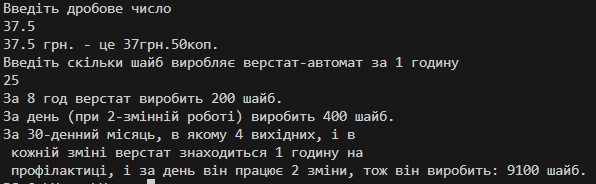 Введіть дробове число
37.5
37.5 грн. - це 37грн.50коп.
Введіть скільки шайб виробляє верстат-автомат за 1 годину
25
За 8 год верстат виробить 200 шайб.
За день (при 2-змінній роботі) виробить 400 шайб.
За 30-денний місяць, в якому 4 вихідних, і в
кожній зміні верстат знаходиться 1 годину на
профілактиці, і за день він працює 2 зміни, тож він виробить: 9100 шайб.